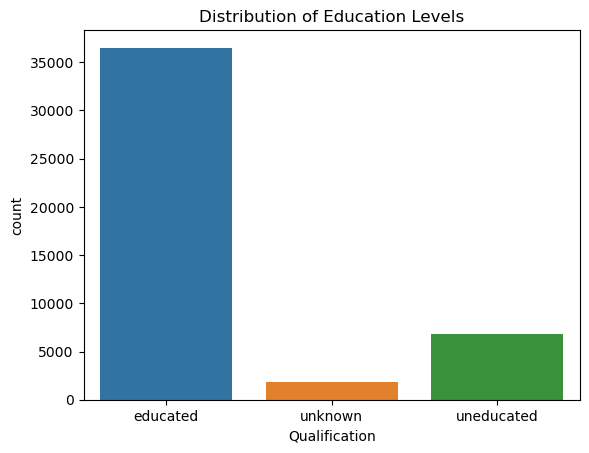 Distribution of Education Levels
count
35000
30000
25000
20000
15000
10000
5000
0
educated unknown uneducated
Qualification